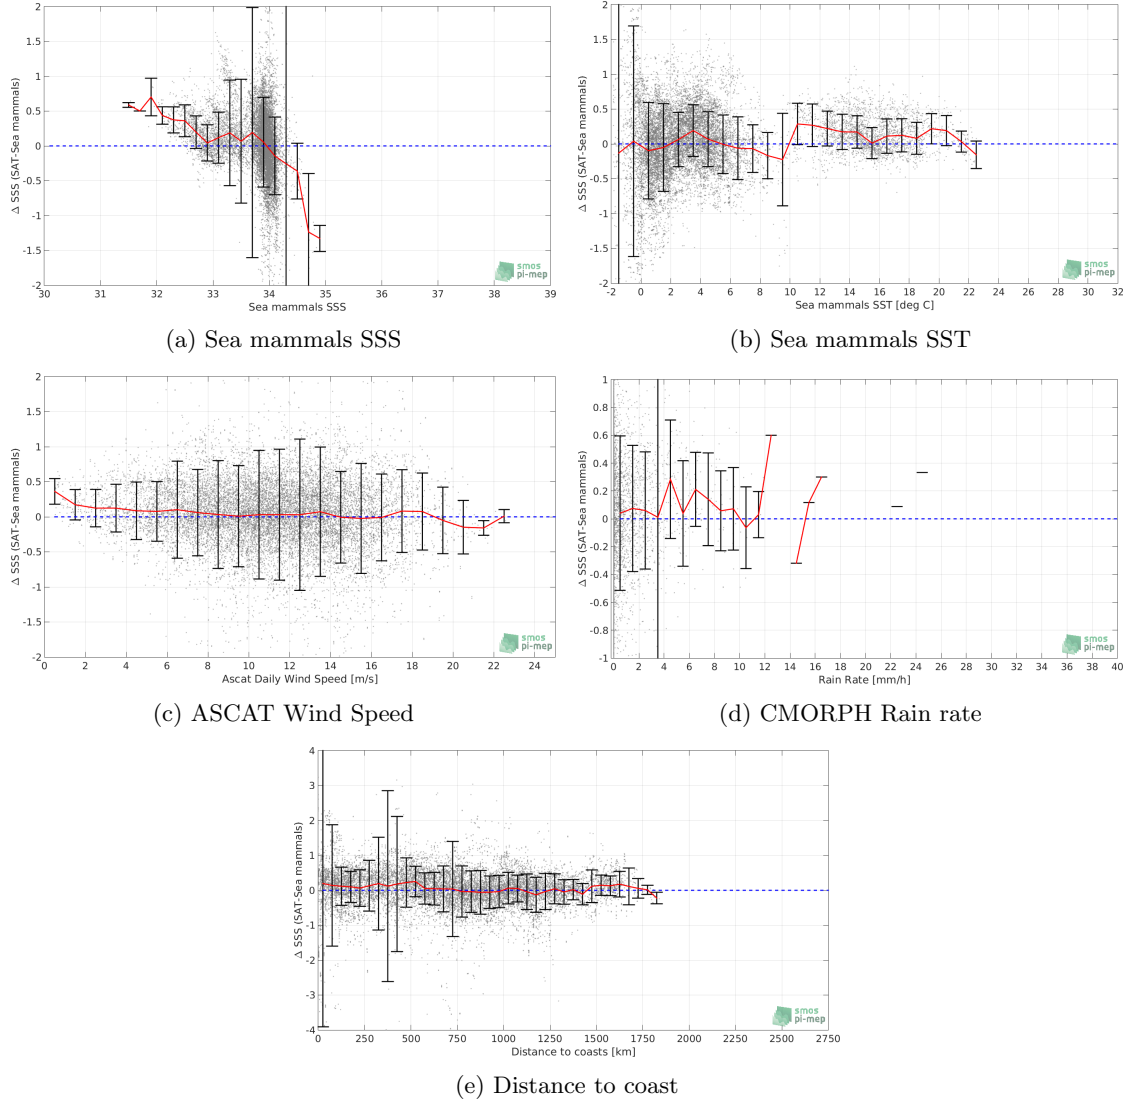 2
1.5
1
0.5
0
-0.5
-1
-1.5
-2
Δ SSS (SAT-Sea mammals)
30 31 32 33 34 35 36 37 38 39
Sea mammals SSS
smos
pi-mep
(a) Sea mammals SSS
2
1.5
1
0.5
0
-0.5
-1
-1.5
-2
Δ SSS (SAT-Sea mammals)
-2 0 2 4 6 8 10 12 14 16 18 20 22 24 26 28 30 32
Sea mammals SST [deg C]
smos
pi-mep
(b) Sea mammals SST
2
1.5
1
0.5
0
-0.5
-1
-1.5
-2
Δ SSS (SAT-Sea mammals)
0 2 4 6 8 10 12 14 16 18 20 22 24
Ascat Daily Wind Speed [m/s]
smos
pi-mep
(c) ASCAT Wind Speed
1
0.8
0.6
0.4
0.2
0
-0.2
-0.4
-0.6
-0.8
-1
Δ SSS (SAT-Sea mammals)
0 2 4 6 8 10 12 14 16 18 20 22 24 26 28 30 32 34 36 38 40
Rain Rate [mm/h]
smos
pi-mep
(d) CMORPH Rain rate
4
3
2
1
0
-1
-2
-3
-4
Δ SSS (SAT-Sea mammals)
0 250 500 750 1000 1250 1500 1750 2000 2250 2500 2750
Distance to coasts [km]
smos
pi-mep
(e) Distance to coast